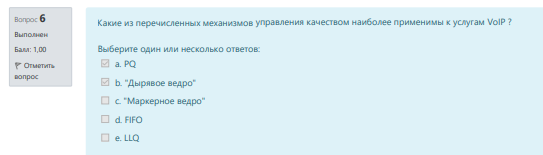 Вопрос 6
Выполнен
Балл: 1,00
Отметить
вопрос
Какие из перечисленных механизмов управления качеством наиболее применимы к услугам VoIP ?
Выберите один или несколько ответов:
a. PQ
b. "Дырявое ведро"
c. "Маркерное ведро"
d. FIFO
e. LLQ